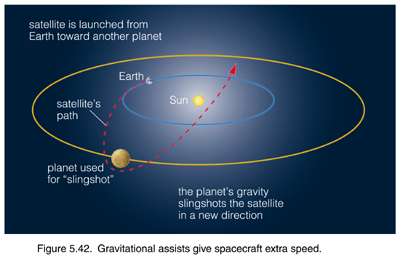 satellite is launched from
Earth toward another planet
Earth
Sun
satellite's
path
planet used
for “slingshot”
the planet's gravity
slingshots the satellite
in a new direction
Figure 5.42. Gravitational assists give spacecraft extra speed.